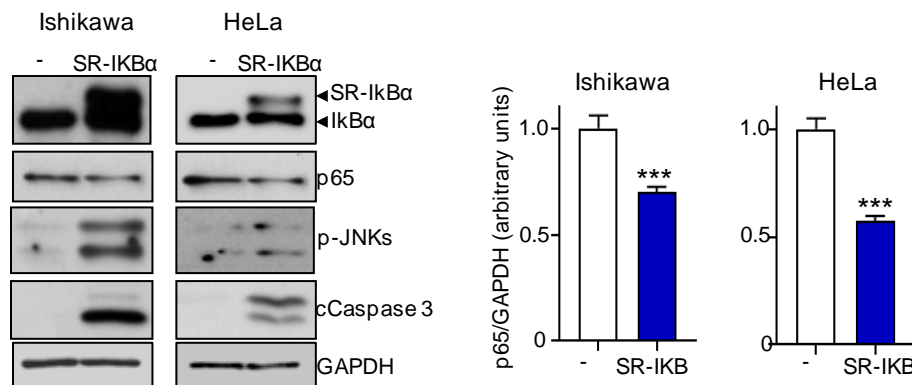 Ishikawa HeLa
- SR-IKBα - SR-IKBα
SR-IkBα
IkBα
p65
p-JNKs
cCaspase 3
GAPDH
p65/GAPDH (arbitrary units)
Ishikawa
1.0
0.5
0
***
- SR-IKB
HeLa
1.0
0.5
0
***
- SR-IKB